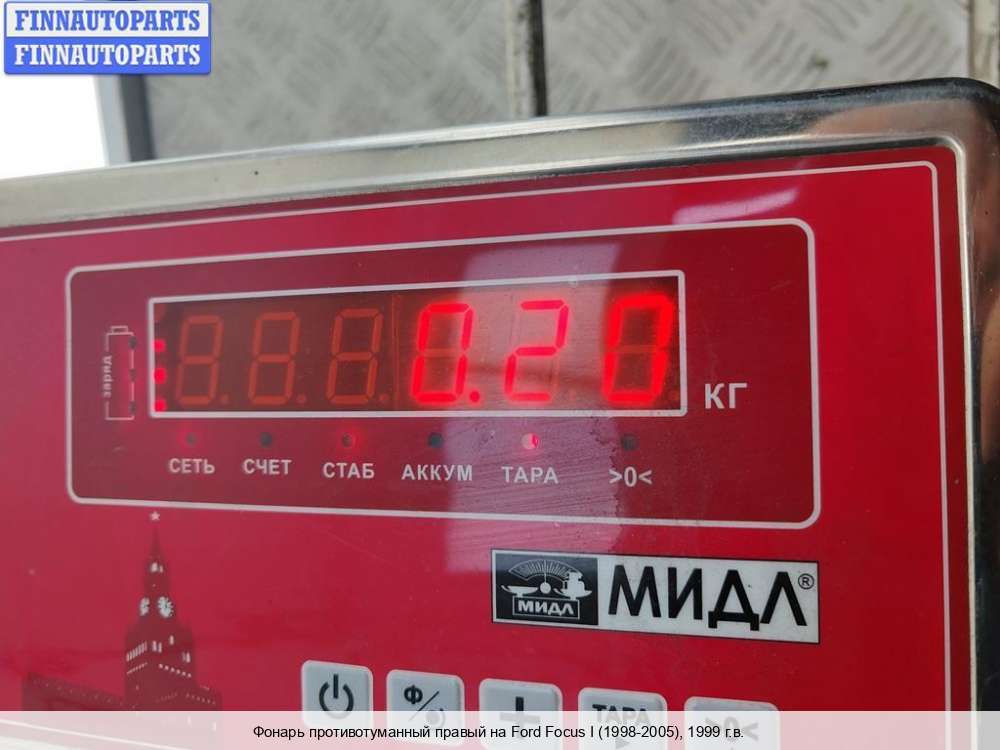 FINNAUTOPARTS
FINNAUTOPARTS
заряд
0.20
КГ
СЕТЬ СЧЕТ СТАБ АККУМ ТАРА >0<
МИДЛ МИДЛ®
Ф/
+
ТАРА
>0<
Фонарь противотуманный правый на Ford Focus I (1998-2005), 1999 г.в.